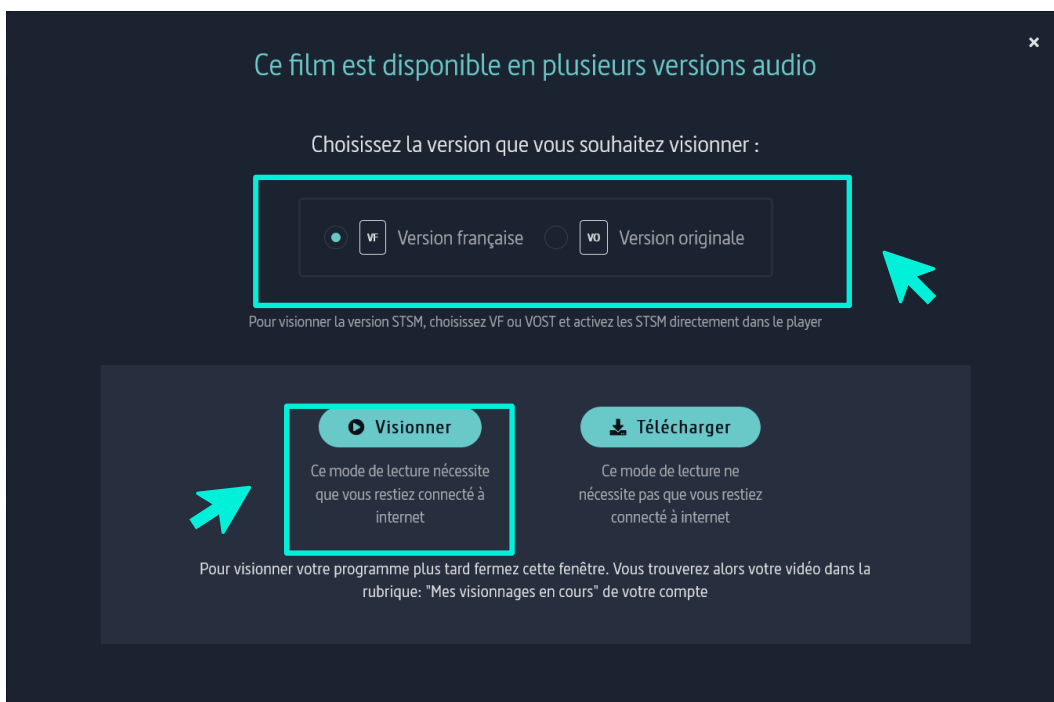 ×
Ce film est disponible en plusieurs versions audio
Choisissez la version que vous souhaitez visionner :
VF Version française VO Version originale
Pour visionner la version STSM, choisissez VF ou VOST et activez les STSM directement dans le player
Visionner
Ce mode de lecture nécessite
que vous restiez connecté à
internet
Télécharger
Ce mode de lecture ne
nécessite pas que vous restiez
connecté à internet
Pour visionner votre programme plus tard fermez cette fenêtre. Vous trouverez alors votre vidéo dans la
rubrique: "Mes visionnages en cours" de votre compte